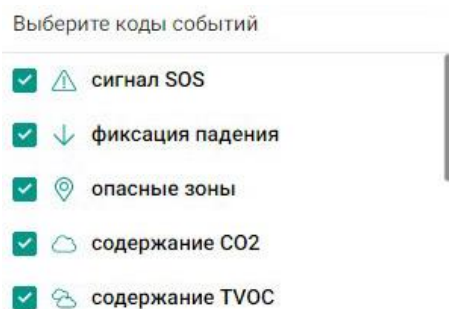 Выберите коды событий
сигнал SOS
фиксация падения
опасные зоны
содержание CO2
содержание TVOC